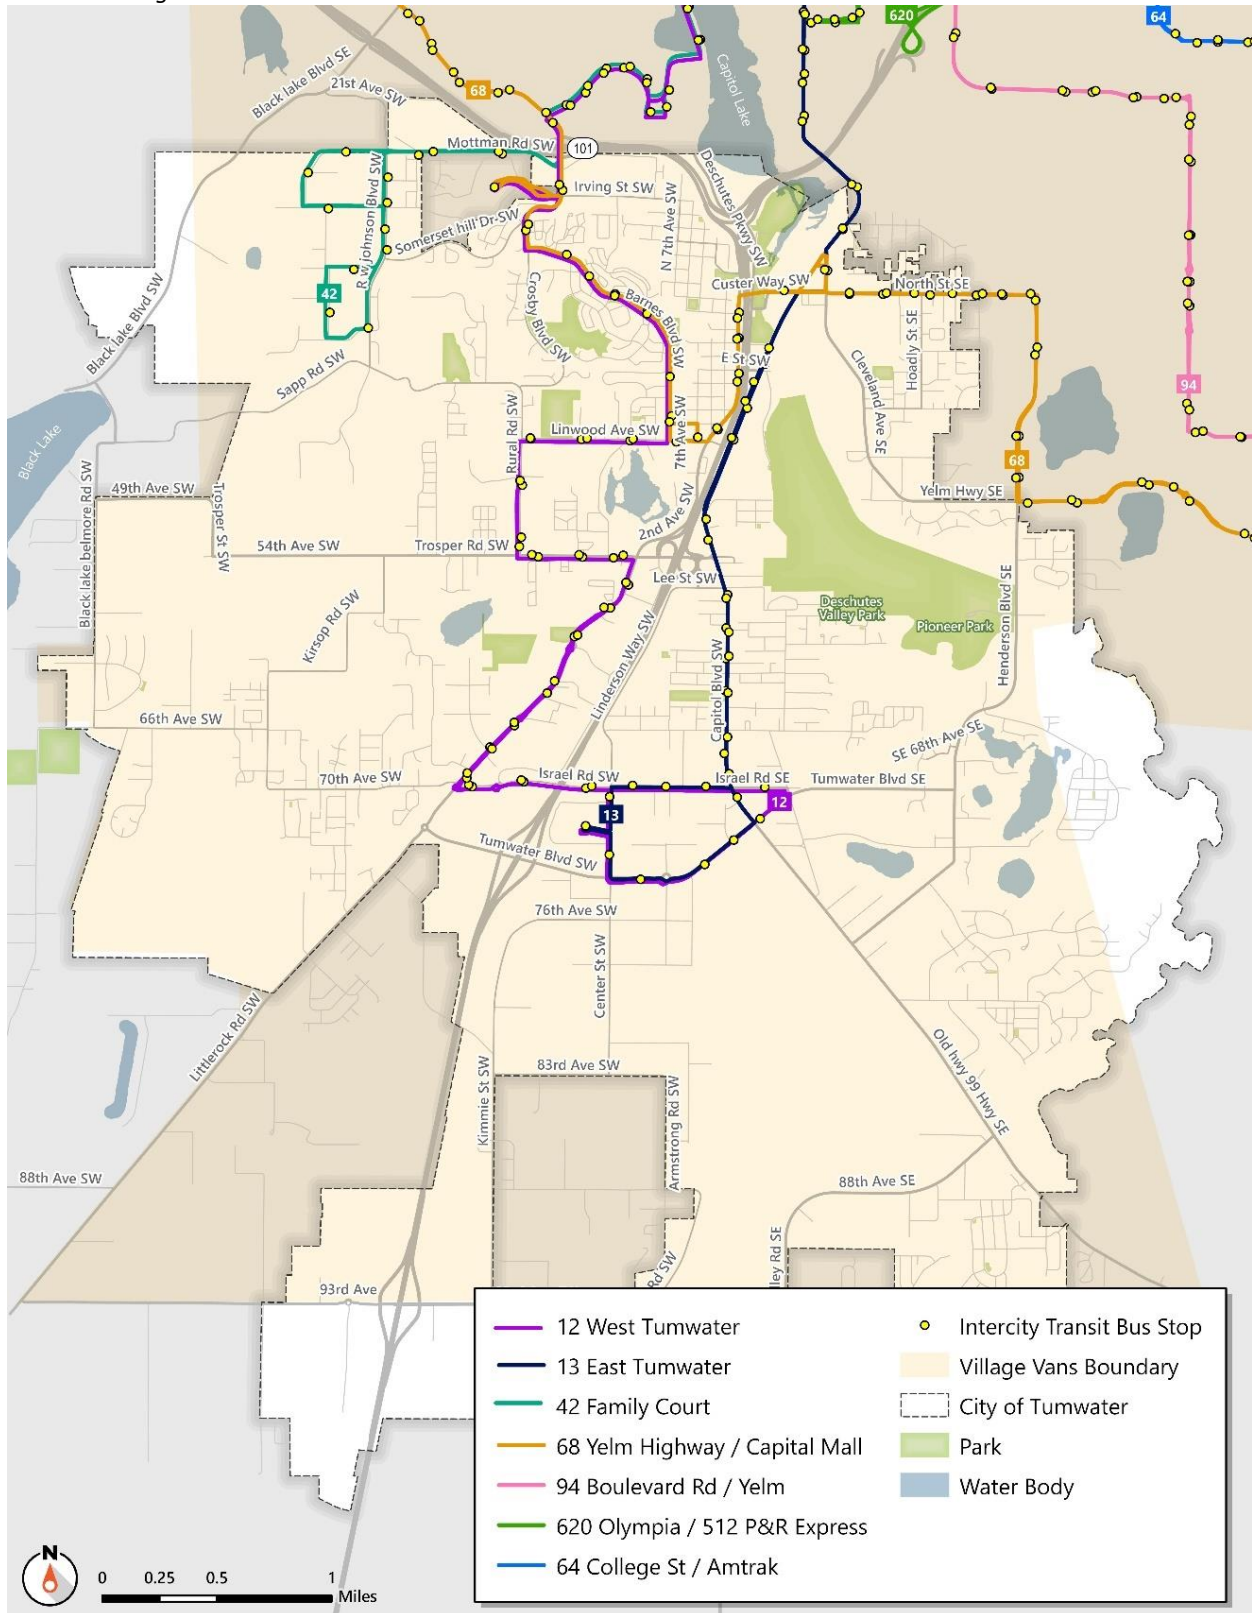 620
64
Black lake Blvd SE
21st Ave SW
68
Capitol Lake
Mottman Rd SW
101
Deschutes Pkwy SW
Irving St SW
R w johnson Blvd SW
Somerset hill Dr SW
N 7th Ave SW
Custer Way SW
North St SE
42
Crosby Blvd SW
Barnes Blvd SW
Black lake Blvd SW
Hoadly St SE
E St SW
Cleveland Ave SE
Sapp Rd SW
94
Black Lake
Rural Rd SW
Linwood Ave SW
7th Ave SW
68
49th Ave SW
Yelm Hwy SE
Trosper St SW
2nd Ave SW
54th Ave SW
Trosper Rd SW
Lee St SW
Black lake belmore Rd SW
Kirsop Rd SW
Deschutes
Valley Park
Pioneer Park
Henderson Blvd SE
Linderson Way SW
Capitol Blvd SW
66th Ave SW
SE 68th Ave SE
70th Ave SW
Israel Rd SW
Israel Rd SE
Tumwater Blvd SE
12
13
Tumwater Blvd SW
76th Ave SW
Center St SW
Littlerock Rd SW
Old hwy 99 Hwy SE
83rd Ave SW
Kimmie St SW
Armstrong Rd SW
88th Ave SW
88th Ave SE
Rd SW
lley Rd SE
93rd Ave
12 West Tumwater
13 East Tumwater
42 Family Court
68 Yelm Highway / Capital Mall
94 Boulevard Rd / Yelm
620 Olympia / 512 P&R Express
64 College St / Amtrak
Intercity Transit Bus Stop
Village Vans Boundary
City of Tumwater
Park
Water Body
N
0 0.25 0.5 1
Miles